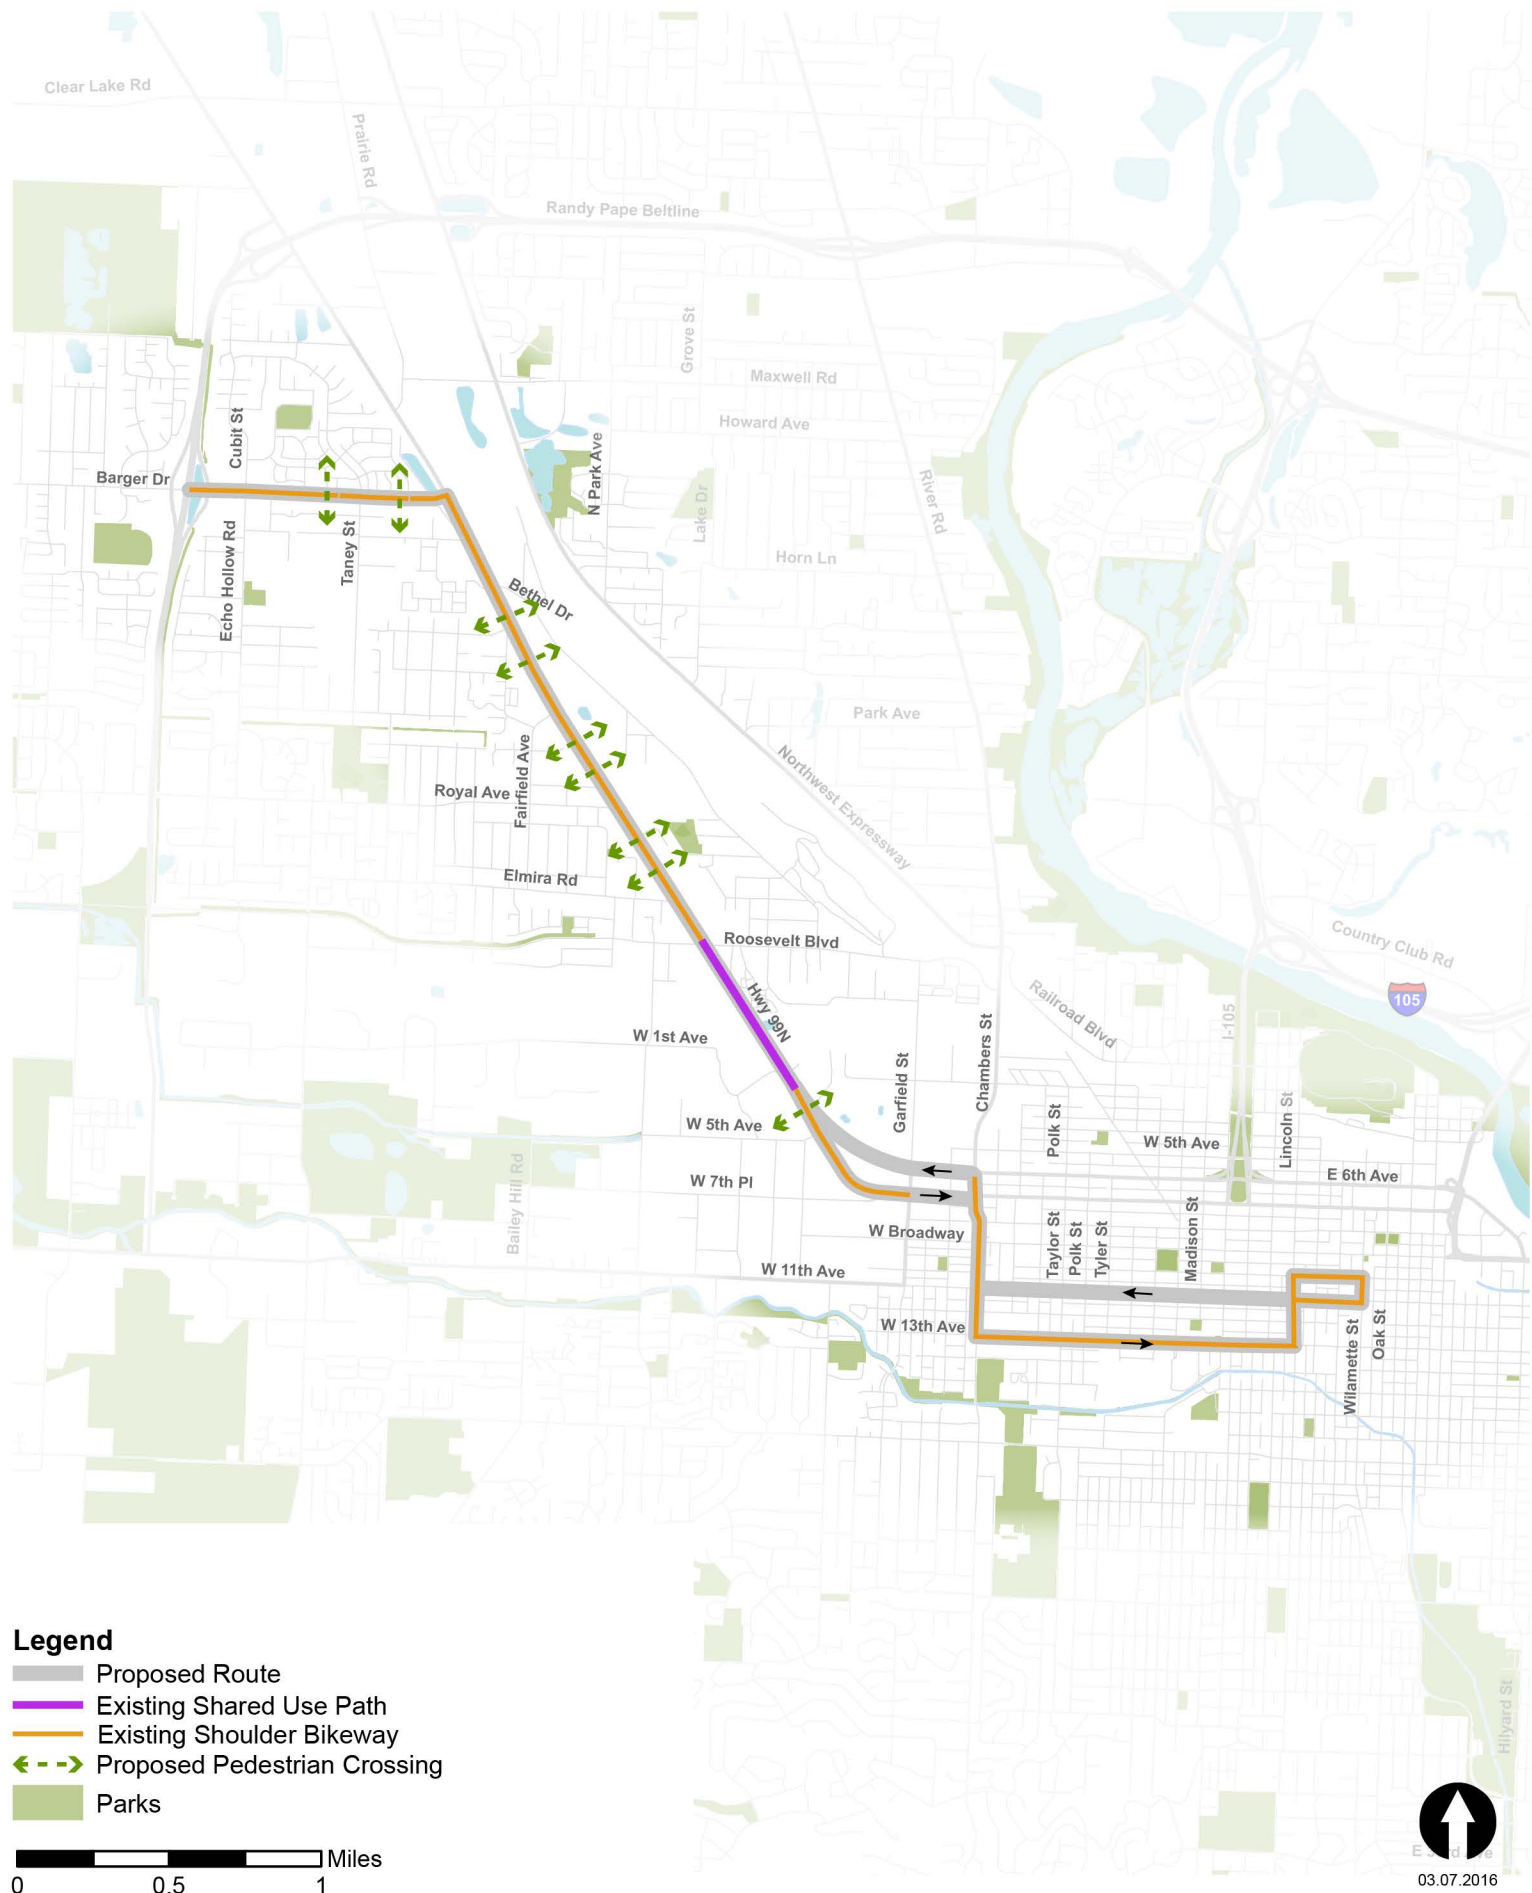 Clear Lake Rd
Prairie Rd
Randy Pape Beltline
Grove St
Maxwell Rd
Howard Ave
Cubit St
N Park Ave
Barger Dr
River Rd
Lake Dr
Echo Hollow Rd
Taney St
Horn Ln
Bethel Dr
Park Ave
Northwest Expressway
Fairfield Ave
Royal Ave
Elmira Rd
Roosevelt Blvd
Country Club Rd
Hwy 99N
Railroad Blvd
105
I-105
W 1st Ave
Garfield St
Chambers St
Polk St
Lincoln St
W 5th Ave
W 5th Ave
Bailey Hill Rd
W 7th Pl
E 6th Ave
W Broadway
Taylor St
Polk St
Tyler St
Madison St
W 11th Ave
W 13th Ave
Wilamette St
Oak St
Hilyard St
Legend
Proposed Route
Existing Shared Use Path
Existing Shoulder Bikeway
Proposed Pedestrian Crossing
Parks
Miles
0 0.5 1
03.07.2016